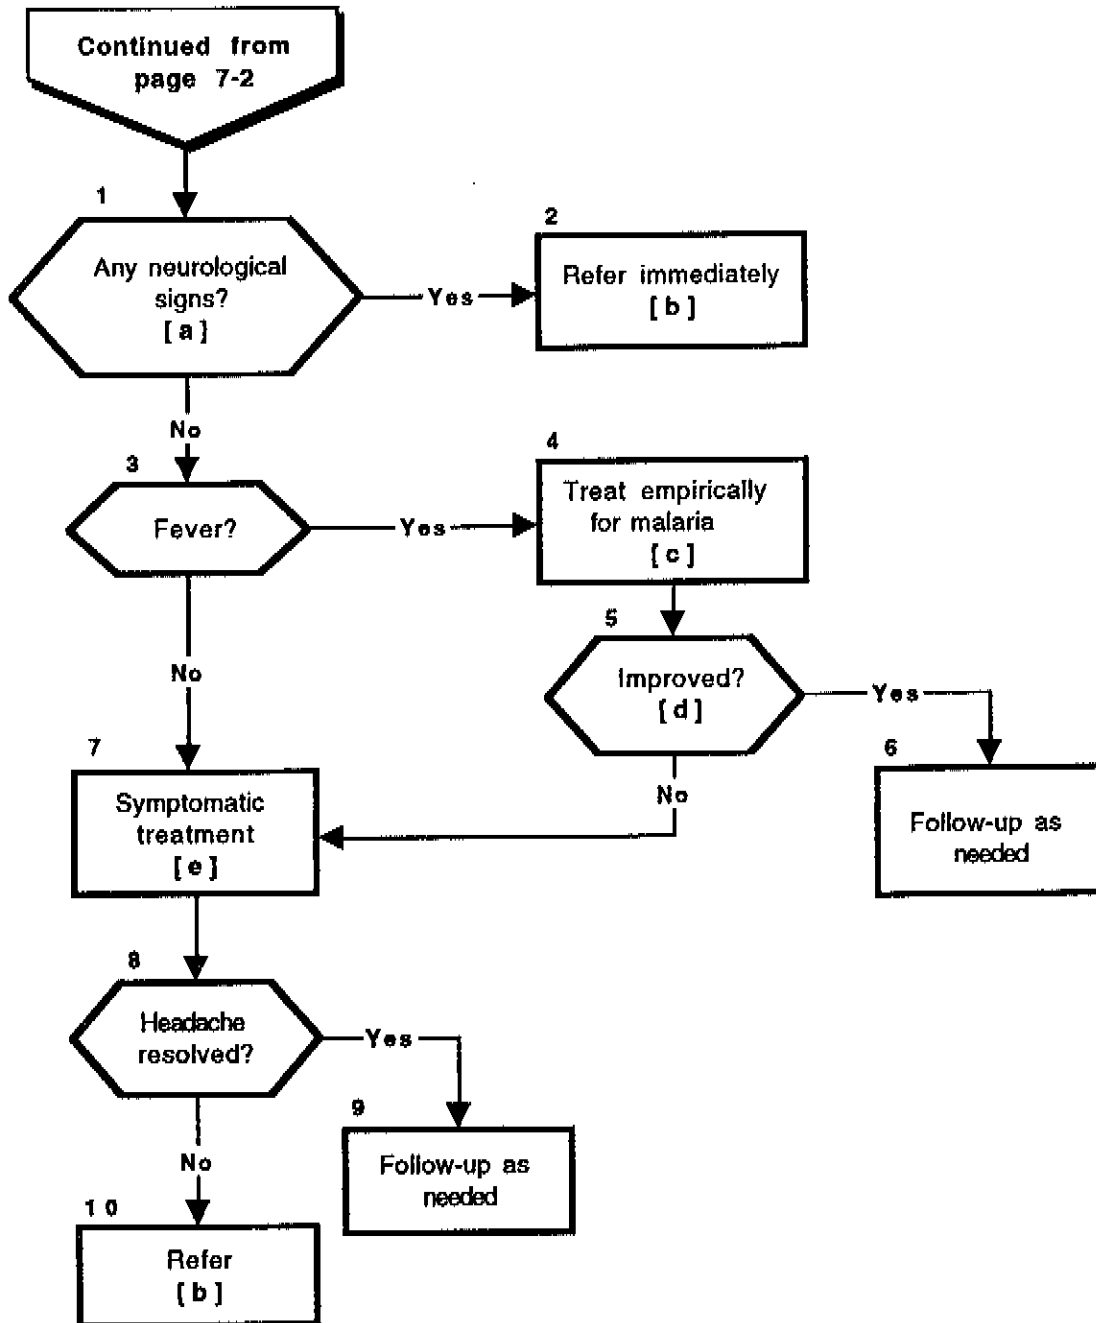 Continued from
page 7-2
1
Any neurological
signs?
[a]
Yes
2
Refer immediately
[b]
No
3
Fever?
Yes
4
Treat empirically
for malaria
[c]
5
Improved?
[d]
Yes
6
Follow-up as
needed
No
No
7
Symptomatic
treatment
[e]
8
Headache
resolved?
Yes
9
Follow-up as
needed
No
10
Refer
[b]